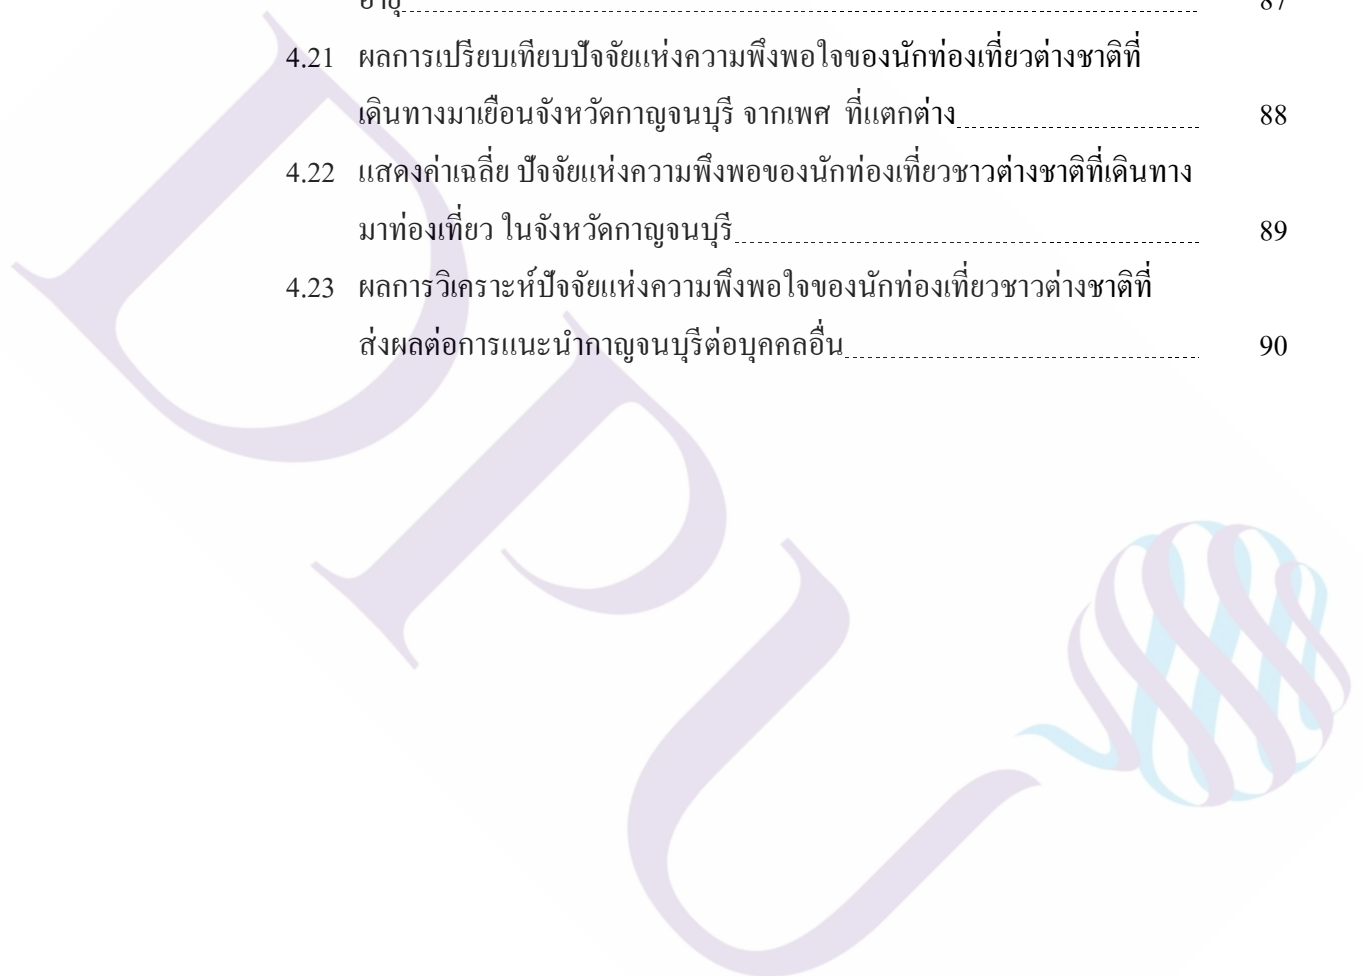 อายุ 87
4.21 ผลการเปรียบเทียบปัจจัยแห่งความพึงพอใจของนักท่องเที่ยวต่างชาติที่
เดินทางมาเยือนจังหวัดกาญจนบุรี จากเพศ ที่แตกต่าง 88
4.22 แสดงค่าเฉลี่ย ปัจจัยแห่งความพึงพอของนักท่องเที่ยวชาวต่างชาติที่เดินทาง
มาท่องเที่ยว ในจังหวัดกาญจนบุรี 89
4.23 ผลการวิเคราะห์ปัจจัยแห่งความพึงพอใจของนักท่องเที่ยวชาวต่างชาติที่
ส่งผลต่อการแนะนำกาญจนบุรีต่อบุคคลอื่น 90
DPU